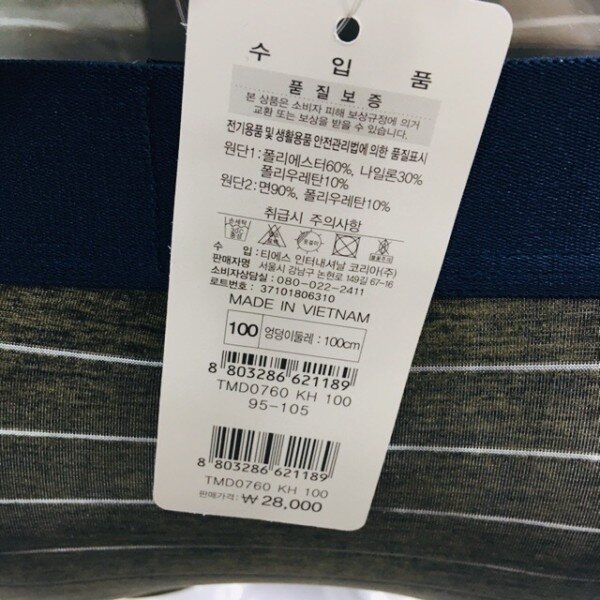 수 입 품
품 질 보 증
본 상품은 소비자 피해 보상규정에 의거
교환 또는 보상을 받을 수 있습니다.
전기용품 및 생활용품 안전관리법에 의한 품질표시
원단1 : 폴리에스터60%, 나일론30%
폴리우레탄10%
원단2 : 면90%, 폴리우레탄10%
취급시 주의사항
손세탁
수 입 : 티에스 인터내셔널 코리아(주)
판매자명 서울시 강남구 논현로 149길 67-16
소비자상담실 : 080-022-2411
로트번호 : 37101806310
MADE IN VIETNAM
100 엉덩이둘레 : 100cm
8 803286 621189
TMD0760 KH 100
95-105
8 803286 621189
TMD0760 KH 100
판매가격: ₩ 28,000